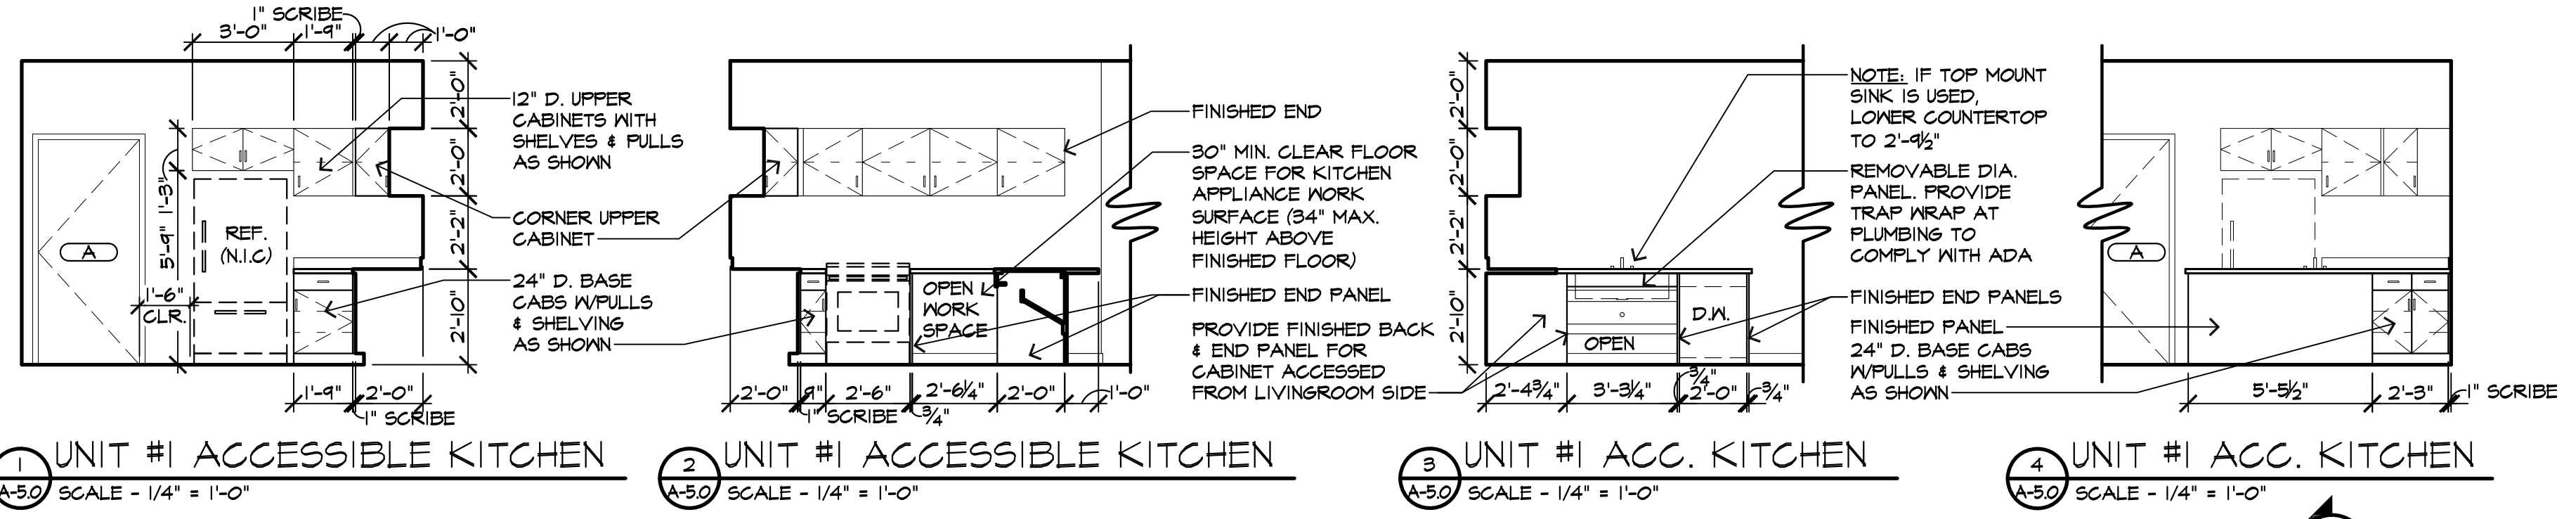 1" SCRIBE
3'-0" 1'-9" 1'-0"
2'-0"
2'-0"
2'-2"
2'-10"
1'-3"
5'-9"
1'-6"
CLR.
A
REF.
(N.I.C)
1'-9" 2'-0"
1" SCRIBE
12" D. UPPER
CABINETS WITH
SHELVES & PULLS
AS SHOWN
CORNER UPPER
CABINET
24" D. BASE
CABS W/PULLS
& SHELVING
AS SHOWN
1
A-5.0
UNIT #1 ACCESSIBLE KITCHEN
SCALE - 1/4" = 1'-0"
OPEN
WORK
SPACE
2'-0" 9" 2'-6" 2'-6¼" 2'-0" 1'-0"
1" SCRIBE ¾"
FINISHED END
30" MIN. CLEAR FLOOR
SPACE FOR KITCHEN
APPLIANCE WORK
SURFACE (34" MAX.
HEIGHT ABOVE
FINISHED FLOOR)
FINISHED END PANEL
PROVIDE FINISHED BACK
& END PANEL FOR
CABINET ACCESSED
FROM LIVINGROOM SIDE
2
A-5.0
UNIT #1 ACCESSIBLE KITCHEN
SCALE - 1/4" = 1'-0"
2'-0"
2'-0"
2'-2"
2'-10"
OPEN
D.W.
2'-4¾" 3'-3¼" ¾" 2'-0" ¾"
NOTE: IF TOP MOUNT
SINK IS USED,
LOWER COUNTERTOP
TO 2'-9½"
REMOVABLE DIA.
PANEL. PROVIDE
TRAP WRAP AT
PLUMBING TO
COMPLY WITH ADA
FINISHED END PANELS
FINISHED PANEL
24" D. BASE CABS
W/PULLS & SHELVING
AS SHOWN
3
A-5.0
UNIT #1 ACC. KITCHEN
SCALE - 1/4" = 1'-0"
A
5'-5½" 2'-3" 1" SCRIBE
4
A-5.0
UNIT #1 ACC. KITCHEN
SCALE - 1/4" = 1'-0"